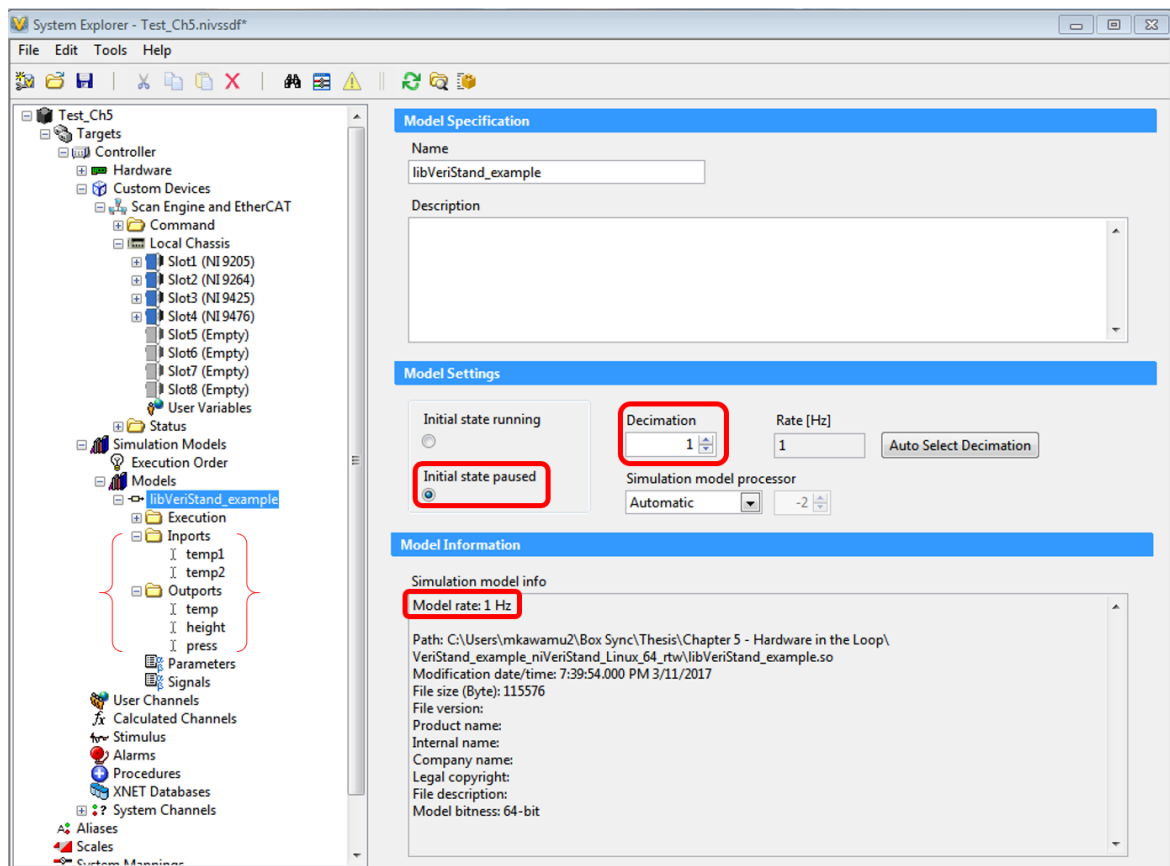 System Explorer - Test_Ch5.nivssdf*
File Edit Tools Help
Test_Ch5
Targets
Controller
Hardware
Custom Devices
Scan Engine and EtherCAT
Command
Local Chassis
Slot1 (NI 9205)
Slot2 (NI 9264)
Slot3 (NI 9425)
Slot4 (NI 9476)
Slot5 (Empty)
Slot6 (Empty)
Slot7 (Empty)
Slot8 (Empty)
User Variables
Status
Simulation Models
Execution Order
Models
libVeriStand_example
Execution
Inports
temp1
temp2
Outports
temp
height
press
Parameters
Signals
User Channels
Calculated Channels
Stimulus
Alarms
Procedures
XNET Databases
System Channels
Aliases
Scales
System Mappings
Model Specification
Name
libVeriStand_example
Description
Model Settings
Initial state running
Initial state paused
Decimation
1
Rate [Hz]
1
Auto Select Decimation
Simulation model processor
Automatic
-2
Model Information
Simulation model info
Model rate: 1 Hz
Path: C:\Users\mkawamu2\Box Sync\Thesis\Chapter 5 - Hardware in the Loop\
VeriStand_example_niVeriStand_Linux_64_rtw\libVeriStand_example.so
Modification date/time: 7:39:54.000 PM 3/11/2017
File size (Byte): 115576
File version:
Product name:
Internal name:
Company name:
Legal copyright:
File description:
Model bitness: 64-bit